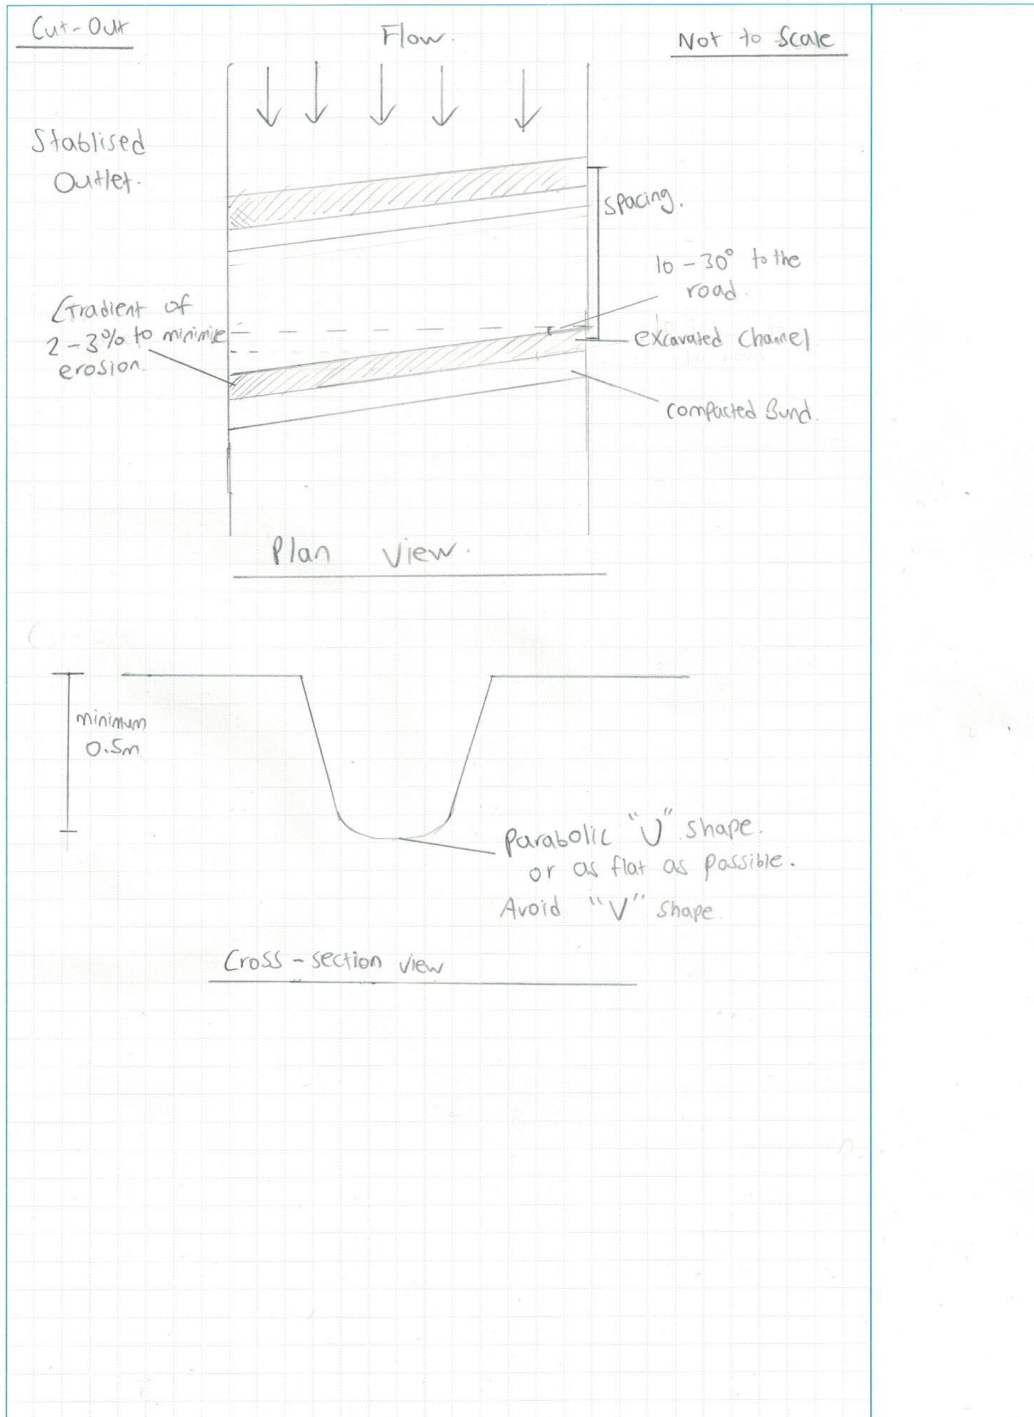 Cut-Out
Flow.
Not to Scale
Stablised
Outlet.
spacing.
10-30° to the
road.
Gradient of
2-3% to minimise
erosion.
excavated channel
compacted Bund.
Plan View.
minimum
0.5m
Parabolic "U" shape.
or as flat as possible.
Avoid "V" shape
Cross-section view